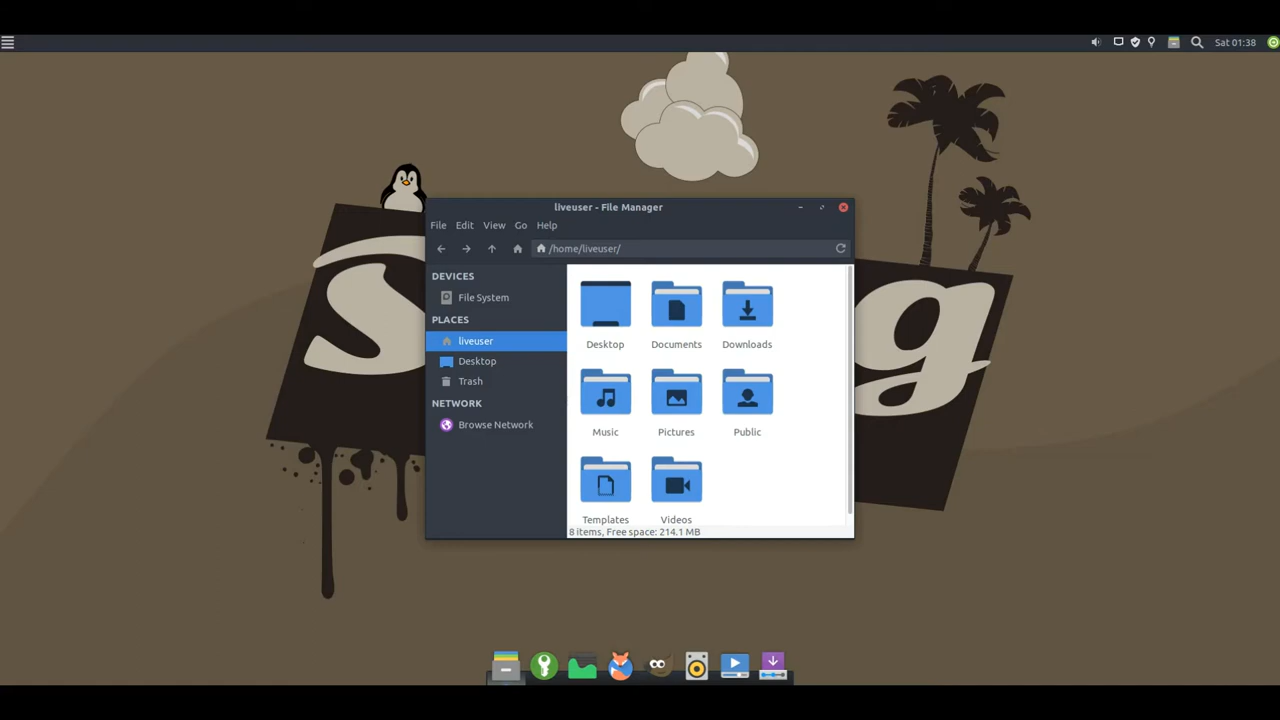 Sat 01:38
liveuser - File Manager
File Edit View Go Help
/home/liveuser/
DEVICES
File System
PLACES
liveuser
Desktop
Trash
NETWORK
Browse Network
Desktop Documents Downloads
Music Pictures Public
Templates Videos
8 items, Free space: 214.1 MB
S g